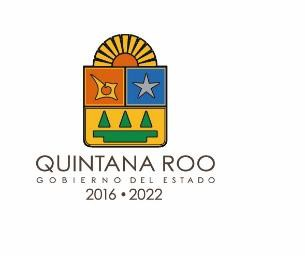 QUINTANA ROO
GOBIERNO DEL ESTADO
2016 • 2022